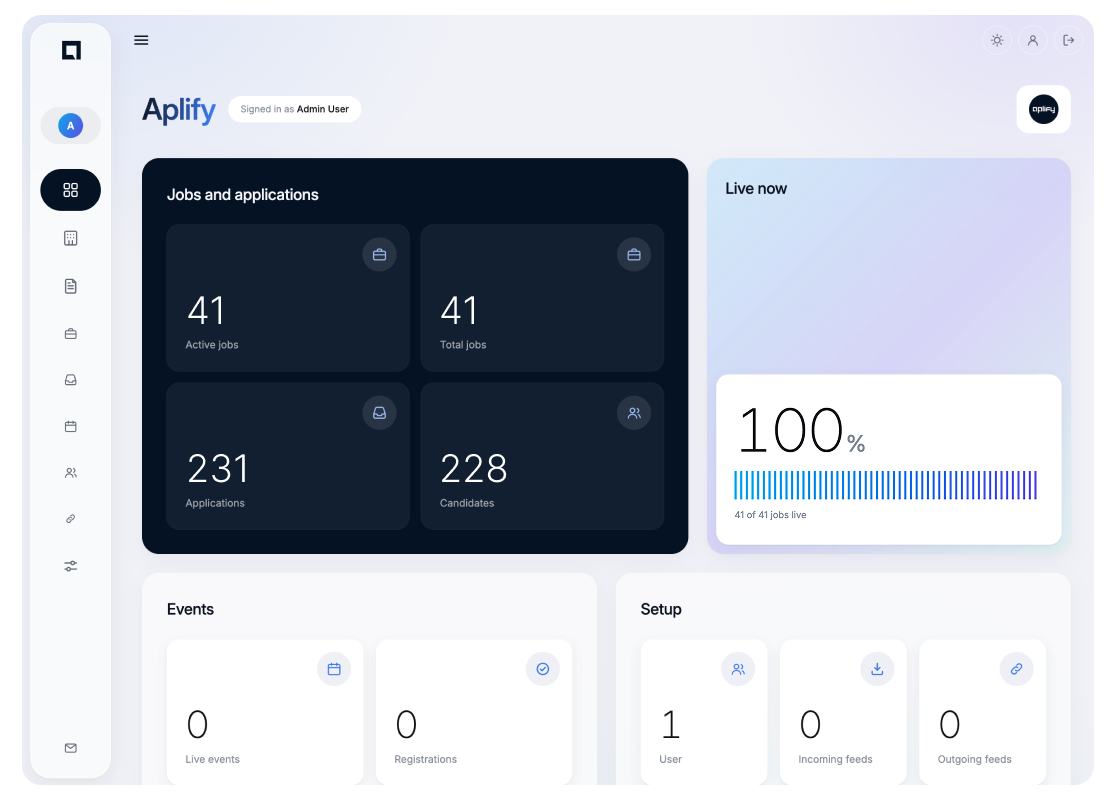 A
Aplify
Signed in as Admin User
aplify
Jobs and applications
41
Active jobs
41
Total jobs
231
Applications
228
Candidates
Live now
100%
41 of 41 jobs live
Events
0
Live events
0
Registrations
Setup
1
User
0
Incoming feeds
0
Outgoing feeds